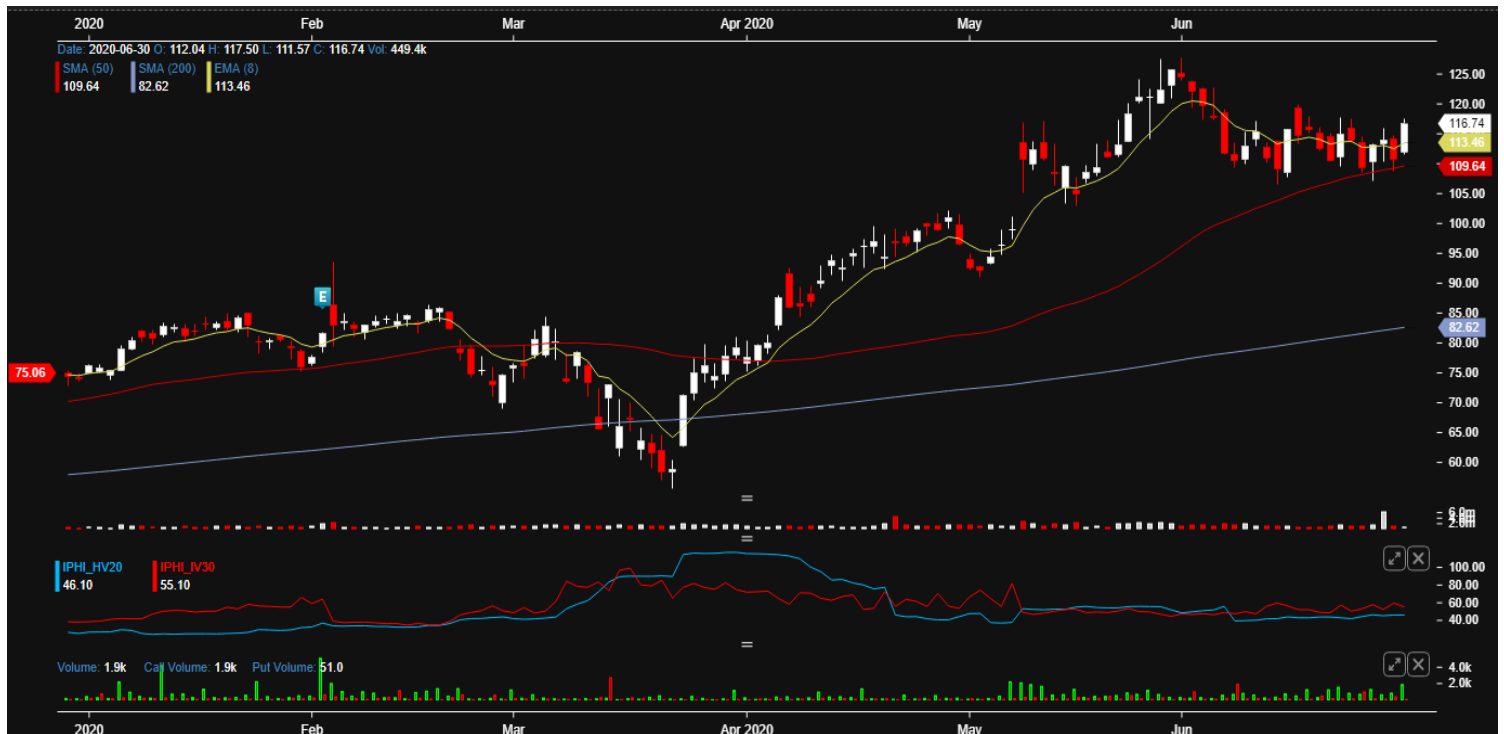 2020 Feb Mar Apr 2020 May Jun
Date: 2020-06-30 O: 112.04 H: 117.50 L: 111.57 C: 116.74 Vol: 449.4k
SMA (50) SMA (200) EMA (8)
109.64 82.62 113.46
125.00
120.00
116.74
113.46
109.64
105.00
100.00
95.00
90.00
E
85.00
82.62
80.00
75.06
75.00
70.00
65.00
60.00
6.0m
2.0m
IPHI_HV20 IPHI_IV30
46.10 55.10
100.00
80.00
60.00
40.00
Volume: 1.9k Call Volume: 1.9k Put Volume: 51.0
4.0k
2.0k
2020 Feb Mar Apr 2020 May Jun